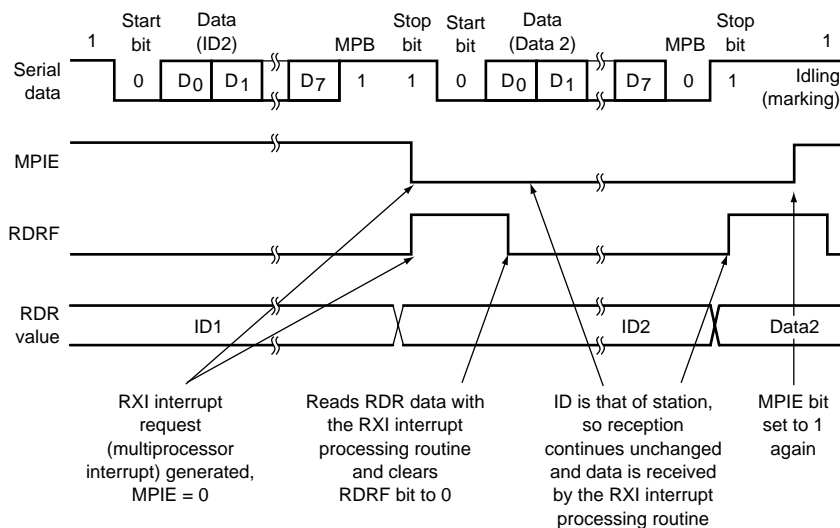 1
Start
bit
Data
(ID2)
MPB
Stop
bit
Start
bit
Data
(Data 2)
MPB
Stop
bit
1
Serial
data
0
D0
D1
D7
1
1
0
D0
D1
D7
0
1
Idling
(marking)
MPIE
RDRF
RDR
value
ID1
ID2
Data2
RXI interrupt
request
(multiprocessor
interrupt) generated,
MPIE = 0
Reads RDR data with
the RXI interrupt
processing routine
and clears
RDRF bit to 0
ID is that of station,
so reception
continues unchanged
and data is received
by the RXI interrupt
processing routine
MPIE bit
set to 1
again